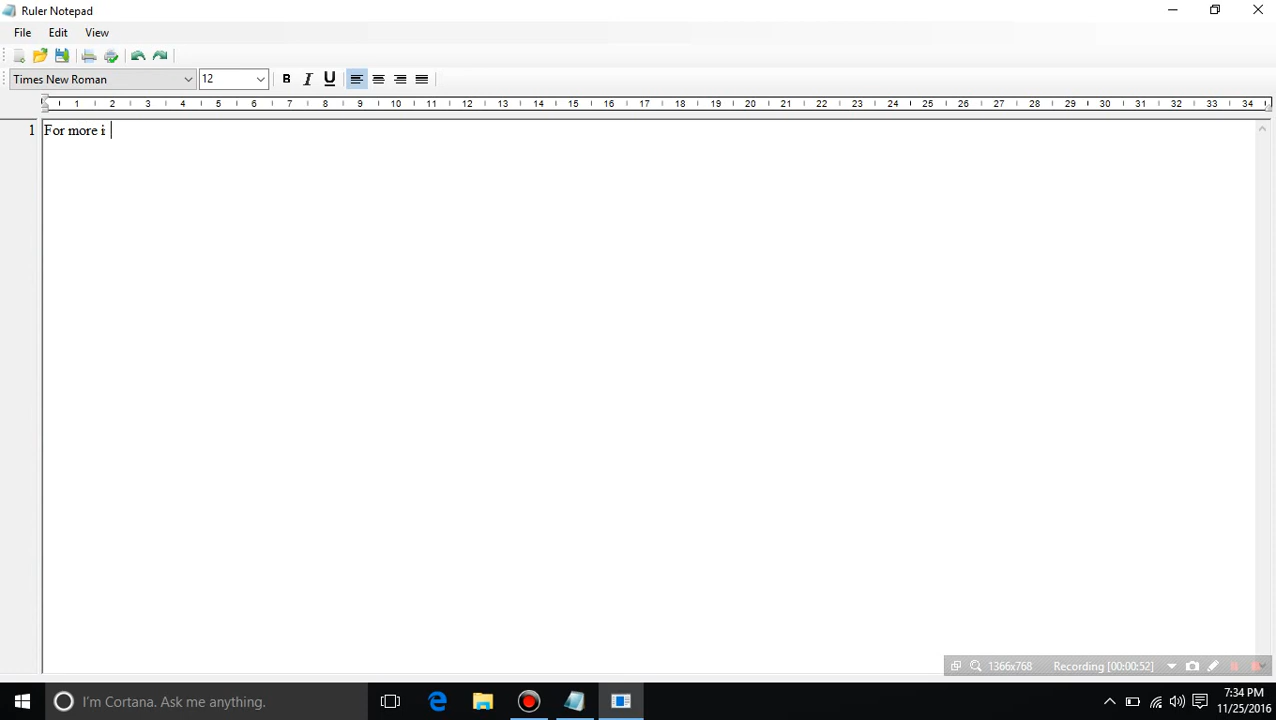 Ruler Notepad
File Edit View
Times New Roman 12 B I U
1 2 3 4 5 6 7 8 9 10 11 12 13 14 15 16 17 18 19 20 21 22 23 24 25 26 27 28 29 30 31 32 33 34
1 For more i
1366x768 Recording [00:00:52]
I'm Cortana. Ask me anything.
7:34 PM
11/25/2016